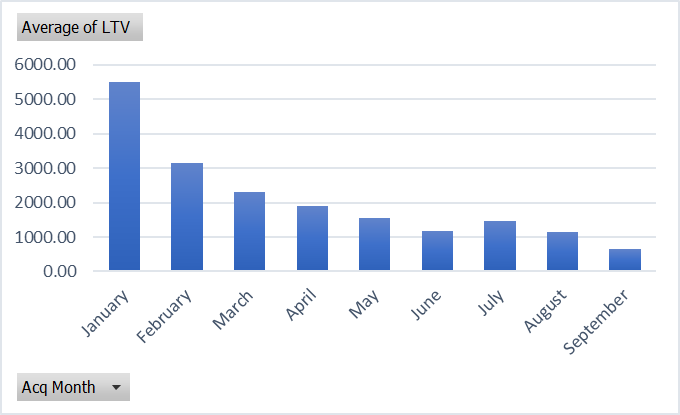 Average of LTV
6000.00
5000.00
4000.00
3000.00
2000.00
1000.00
0.00
January
February
March
April
May
June
July
August
September
Acq Month